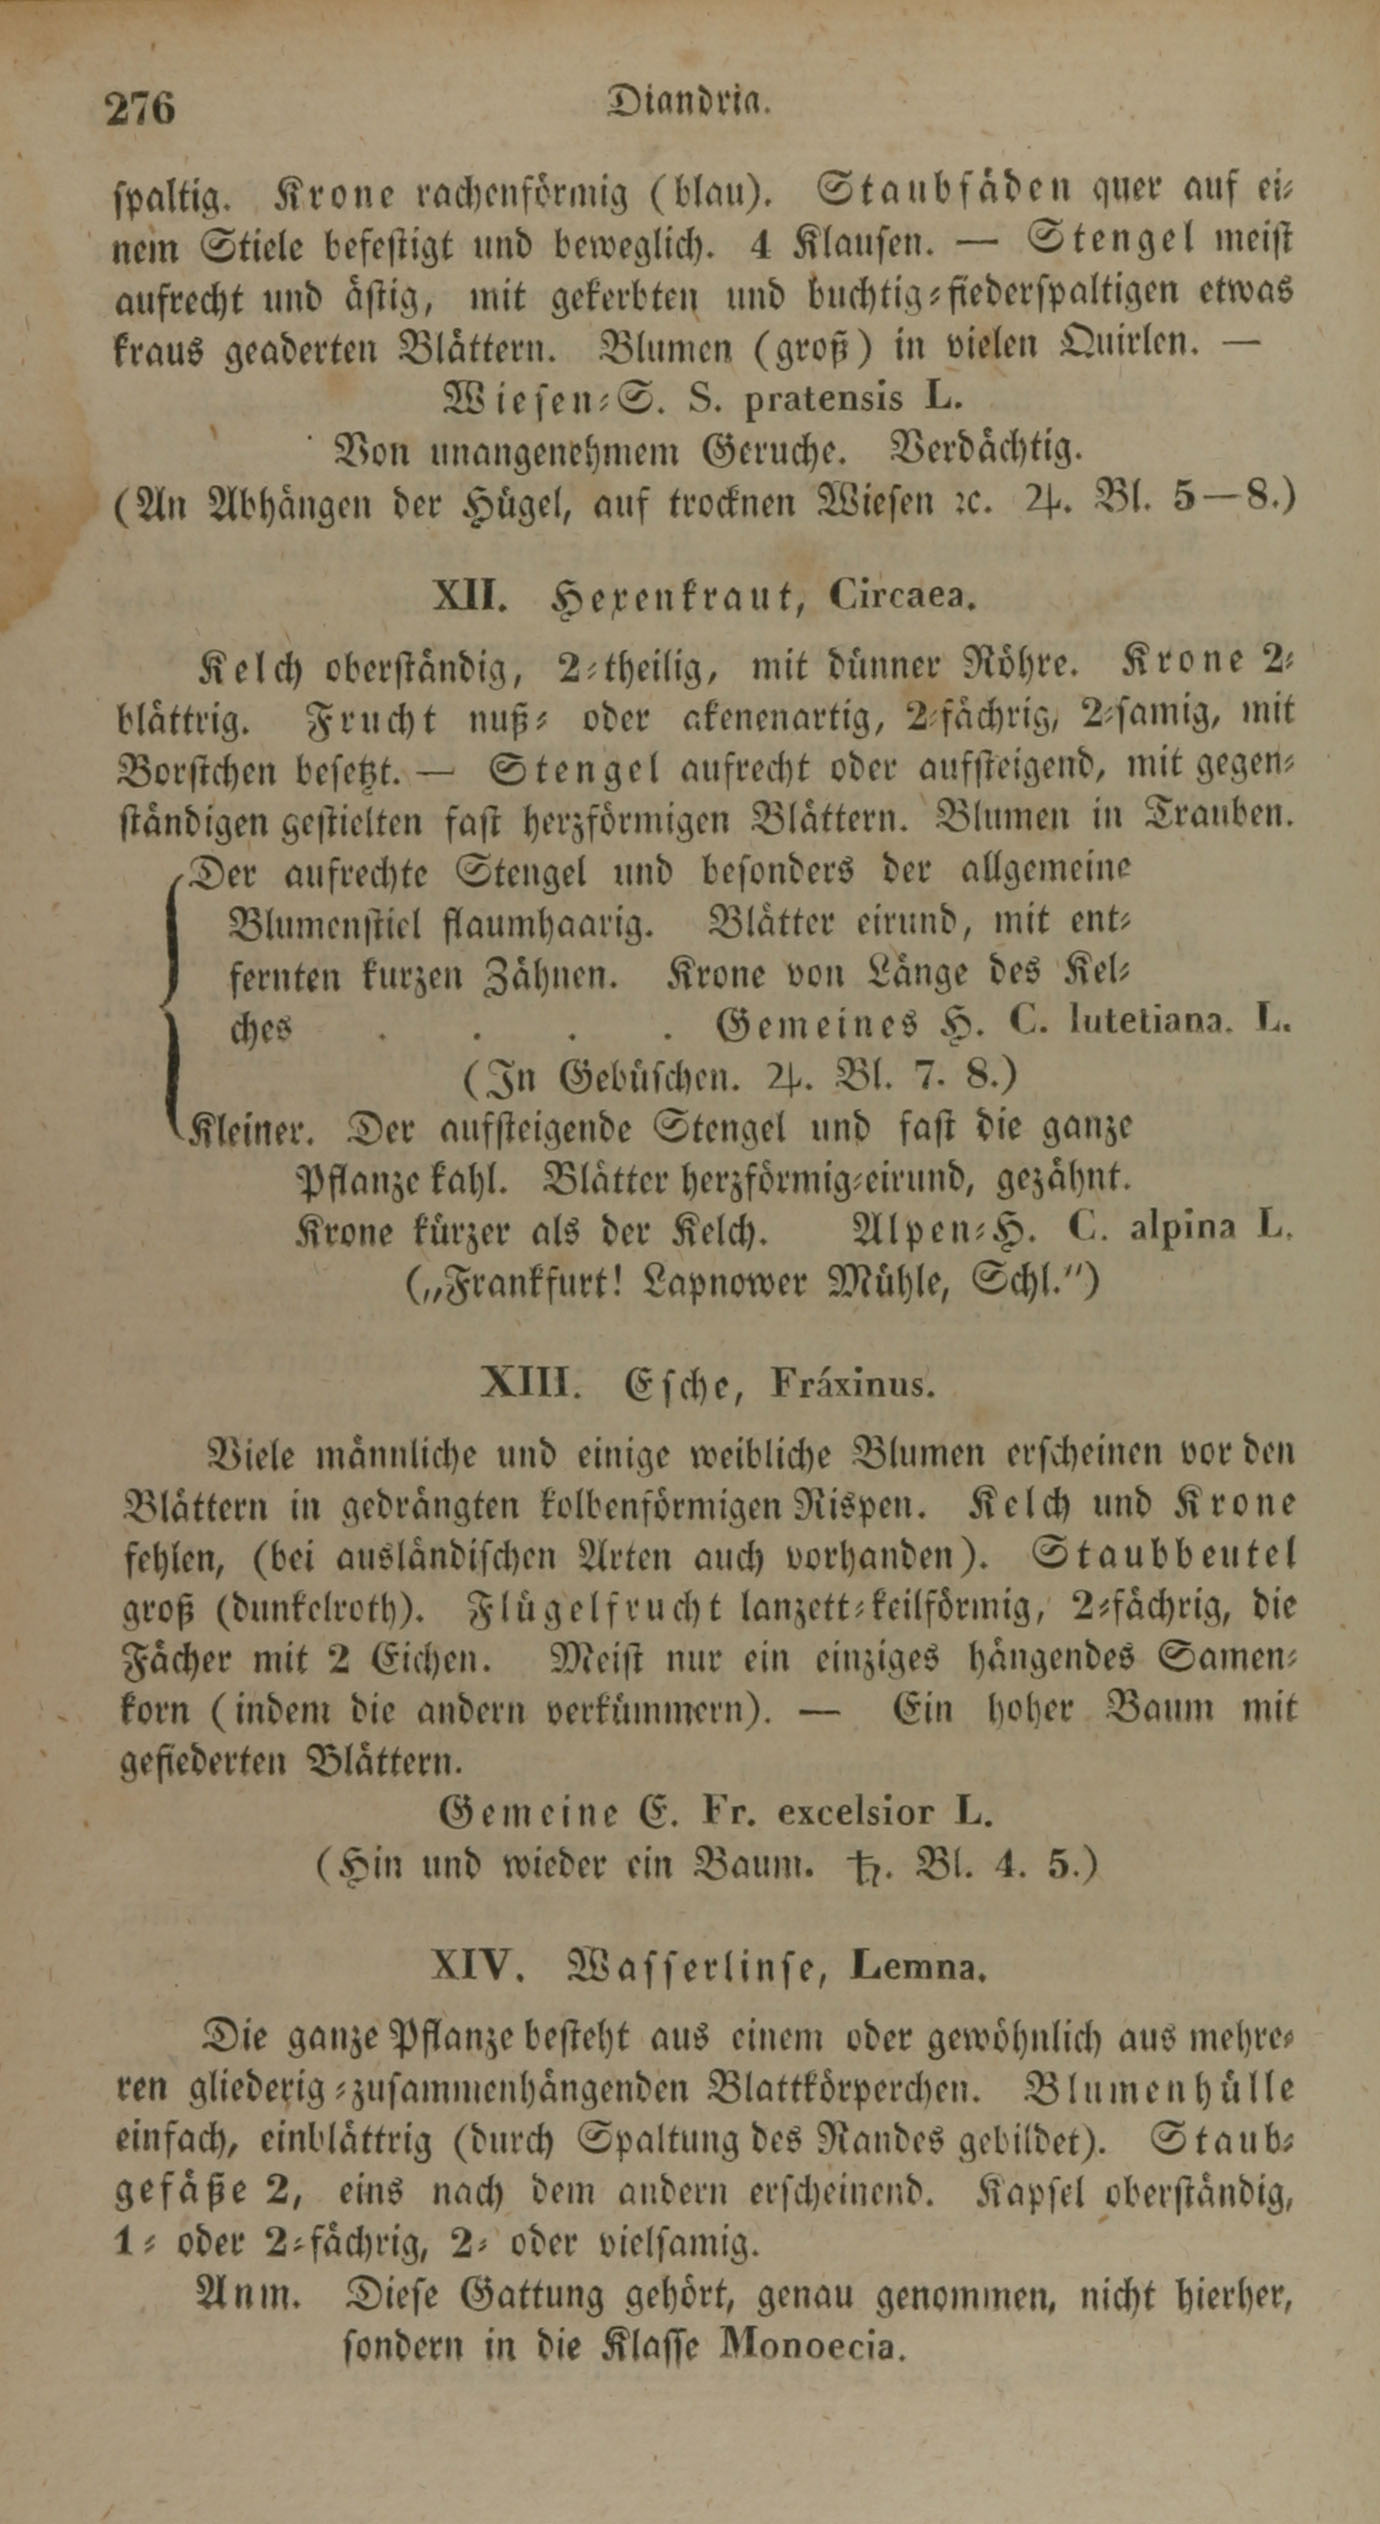 276 Diandria.
spaltig. Krone rachenförmig (blau). Staubfäden quer auf ei-
nem Stiele befestigt und beweglich. 4 Klausen. — Stengel meist
aufrecht und ästig, mit gekerbten und buchtig-fiederspaltigen etwas
kraus geaderten Blättern. Blumen (groß) in vielen Quirlen. —
Wiesen-S. S. pratensis L.
Von unangenehmem Geruche. Verdächtig.
(An Abhängen der Hügel, auf trocknen Wiesen ꝛc. ♃. Bl. 5—8.)
XII. Hexenkraut, Circaea.
Kelch oberständig, 2-theilig, mit dünner Röhre. Krone 2-
blättrig. Frucht nuß- oder akenenartig, 2-fächrig, 2-samig, mit
Borstchen besetzt. — Stengel aufrecht oder aufsteigend, mit gegen-
ständigen gestielten fast herzförmigen Blättern. Blumen in Trauben.
Der aufrechte Stengel und besonders der allgemeine
Blumenstiel flaumhaarig. Blätter eirund, mit ent-
fernten kurzen Zähnen. Krone von Länge des Kel-
ches . . . . Gemeines H. C. lutetiana. L.
(In Gebüschen. ♃. Bl. 7. 8.)
Kleiner. Der aufsteigende Stengel und fast die ganze
Pflanze kahl. Blätter herzförmig-eirund, gezähnt.
Krone kürzer als der Kelch. Alpen-H. C. alpina L.
(„Frankfurt! Lapnower Mühle, Schl.“)
XIII. Esche, Fráxinus.
Viele männliche und einige weibliche Blumen erscheinen vor den
Blättern in gedrängten kolbenförmigen Rispen. Kelch und Krone
fehlen, (bei ausländischen Arten auch vorhanden). Staubbeutel
groß (dunkelroth). Flügelfrucht lanzett-keilförmig, 2-fächrig, die
Fächer mit 2 Eichen. Meist nur ein einziges hängendes Samen-
korn (indem die andern verkümmern). — Ein hoher Baum mit
gefiederten Blättern.
Gemeine E. Fr. excelsior L.
(Hin und wieder ein Baum. ♄. Bl. 4. 5.)
XIV. Wasserlinse, Lemna.
Die ganze Pflanze besteht aus einem oder gewöhnlich aus mehre-
ren gliederig-zusammenhängenden Blattkörperchen. Blumenhülle
einfach, einblättrig (durch Spaltung des Randes gebildet). Staub-
gefäße 2, eins nach dem andern erscheinend. Kapsel oberständig,
1- oder 2-fächrig, 2- oder vielsamig.
Anm. Diese Gattung gehört, genau genommen, nicht hierher,
sondern in die Klasse Monoecia.